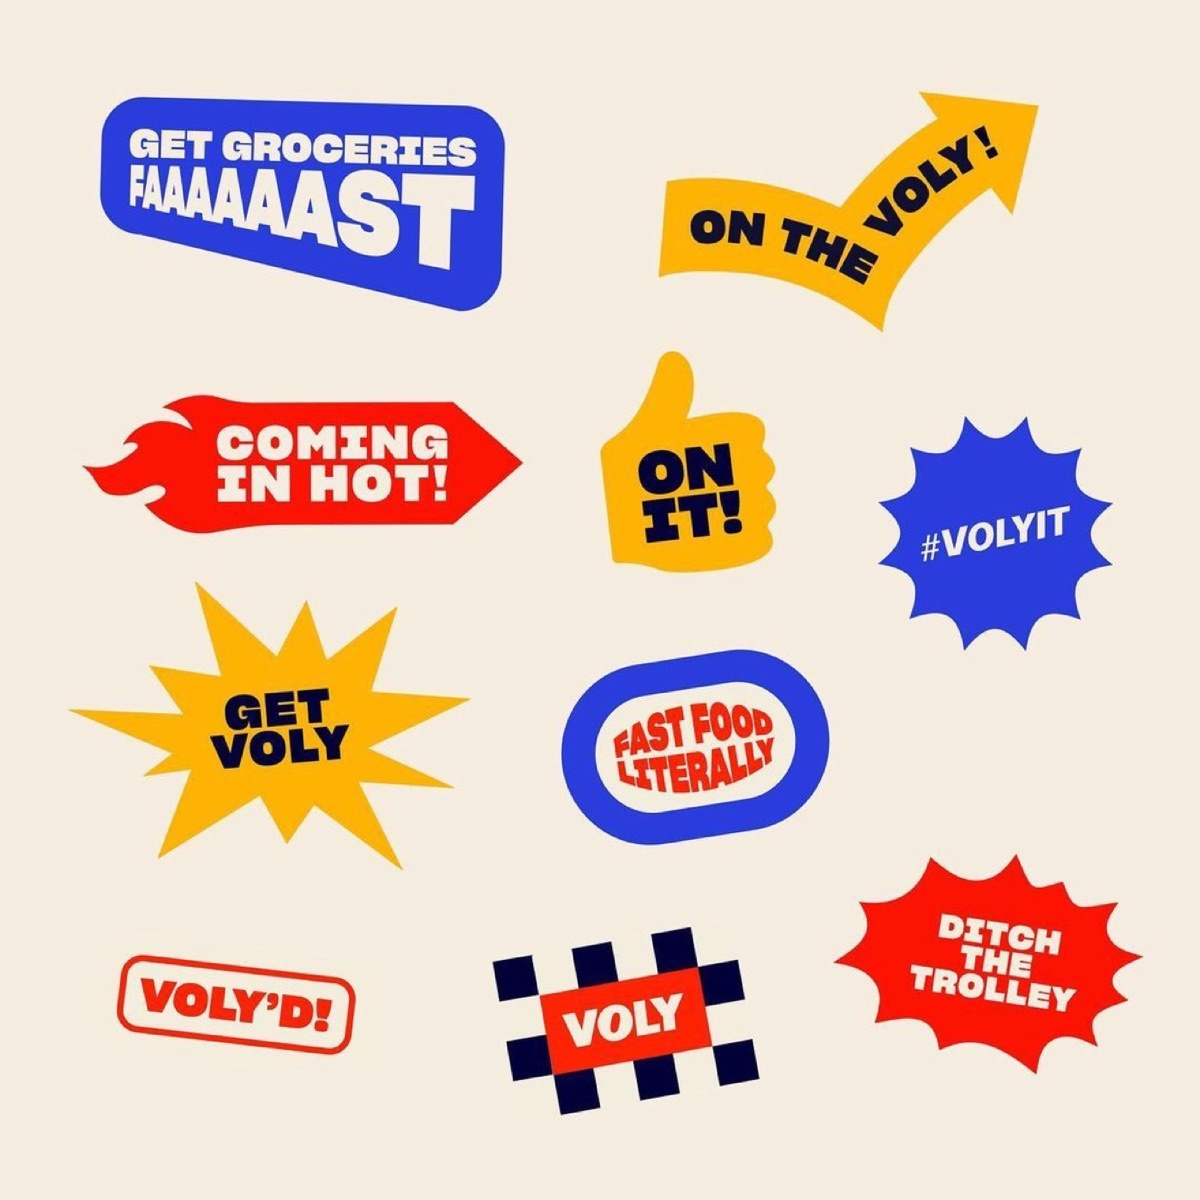 GET GROCERIES
FAAAAAAST
ON THE VOLY!
COMING
IN HOT!
ON
IT!
#VOLYIT
GET
VOLY
FAST FOOD
LITERALLY
DITCH
THE
TROLLEY
VOLY'D!
VOLY